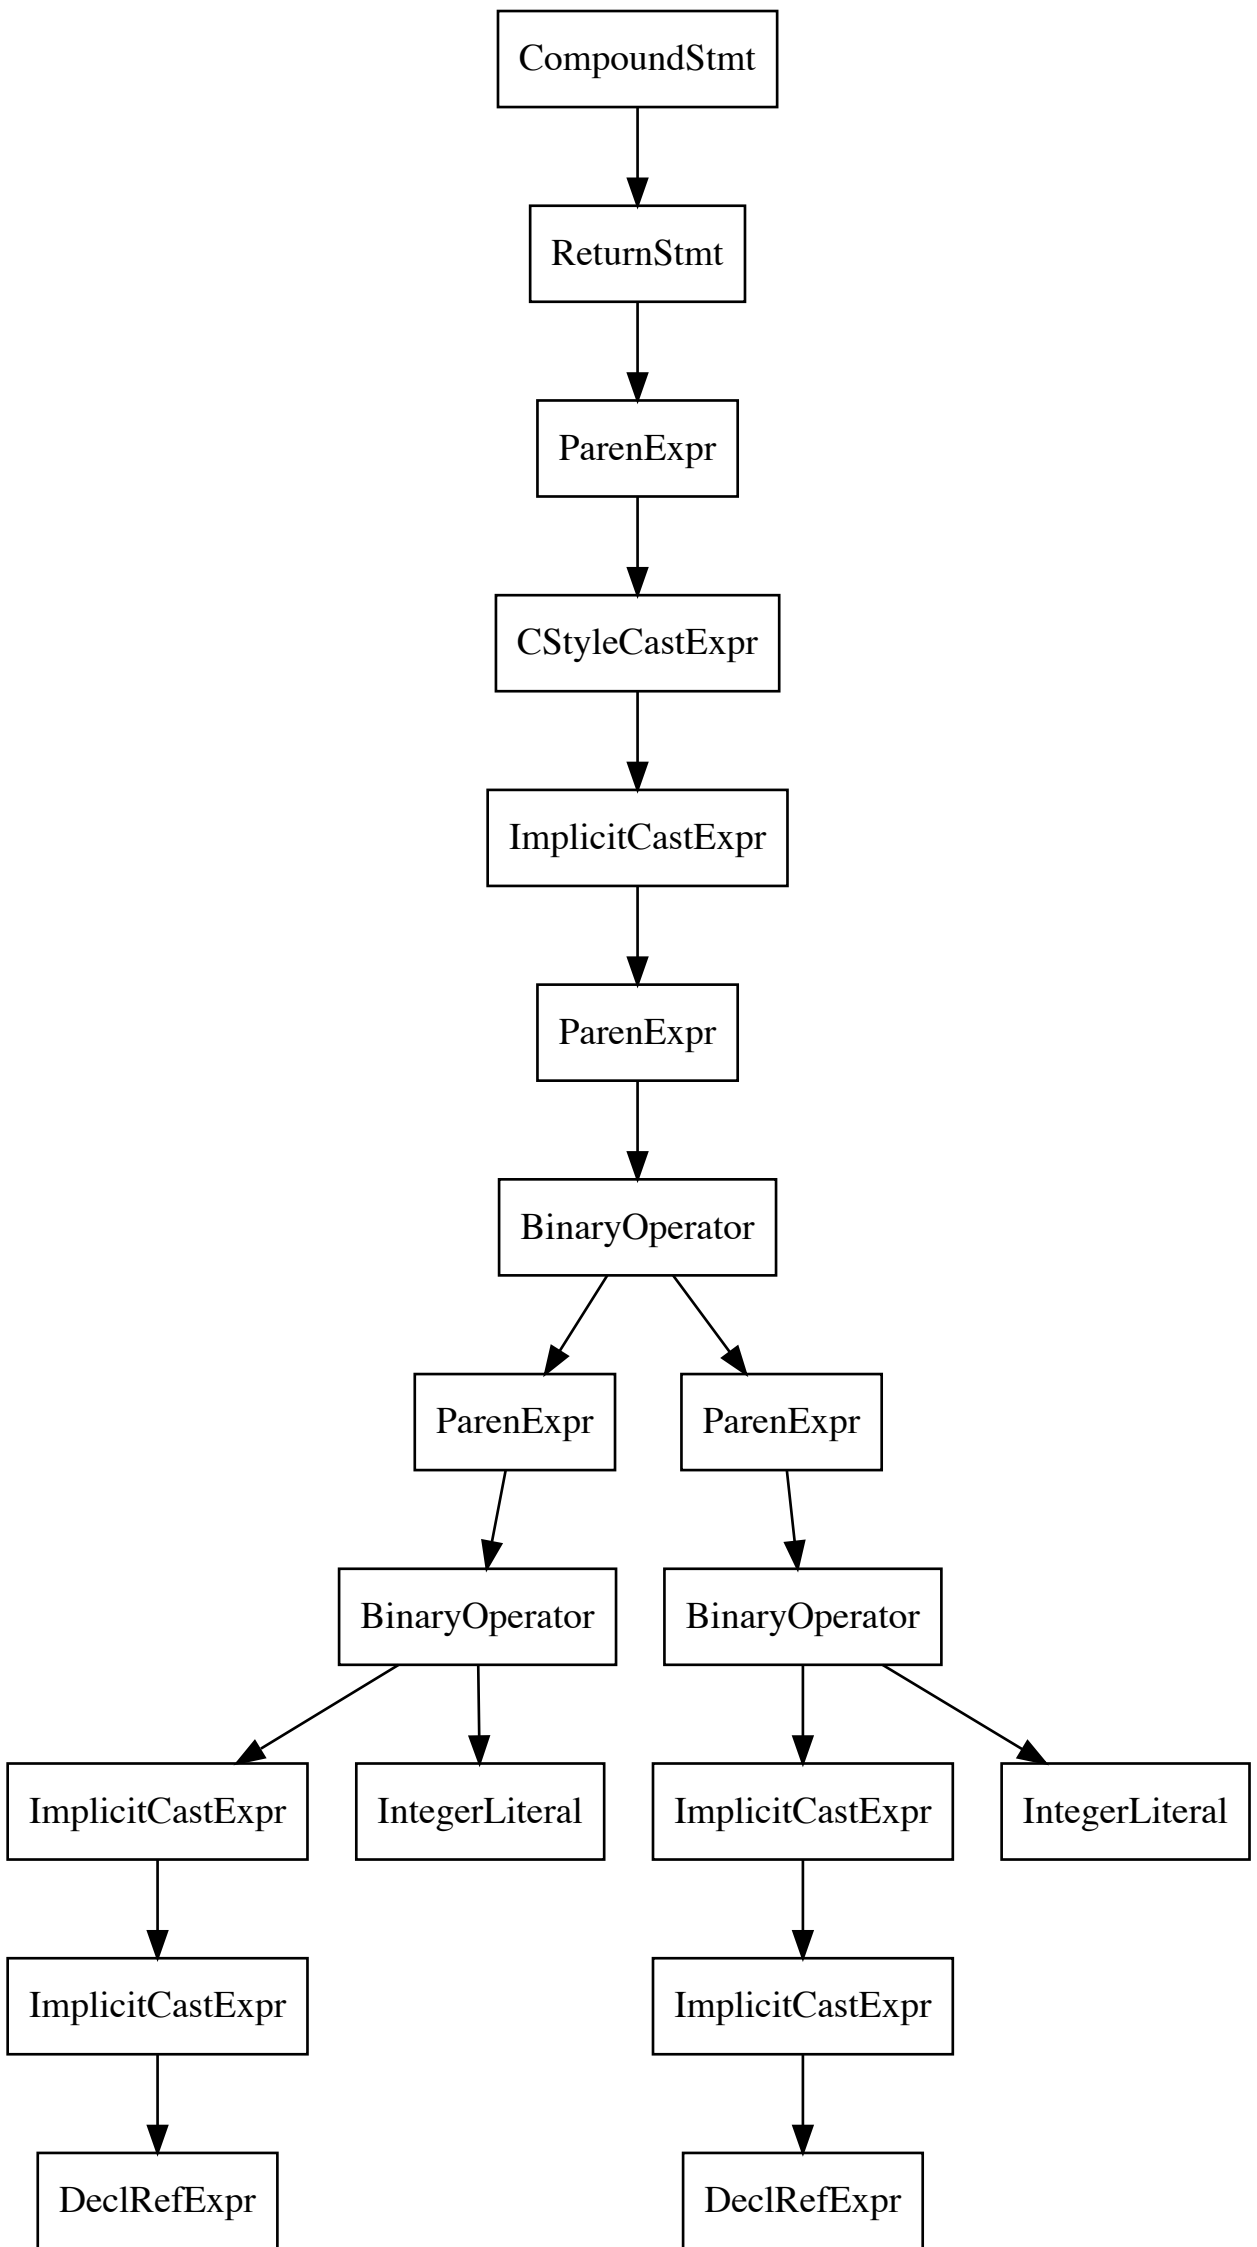 CompoundStmt
ReturnStmt
ParenExpr
CStyleCastExpr
ImplicitCastExpr
ParenExpr
BinaryOperator
ParenExpr ParenExpr
BinaryOperator BinaryOperator
ImplicitCastExpr IntegerLiteral ImplicitCastExpr IntegerLiteral
ImplicitCastExpr ImplicitCastExpr
DeclRefExpr DeclRefExpr